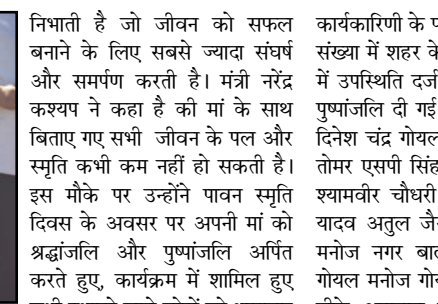 निभाती है जो जीवन को सफल
बनाने के लिए सबसे ज्यादा संघर्ष
और समर्पण करती है। मंत्री नरेंद्र
कश्यप ने कहा है की मां के साथ
बिताए गए सभी जीवन के पल और
स्मृति कभी कम नहीं हो सकती है।
इस मौके पर उन्होंने पावन स्मृति
दिवस के अवसर पर अपनी मां को
श्रद्धांजलि और पुष्पांजलि अर्पित
करते हुए, कार्यक्रम में शामिल हुए
कार्यकारिणी के
संख्या में शहर के
में उपस्थिति दर्ज
पुष्पांजलि दी गई
दिनेश चंद्र गोयल
तोमर एसपी सिंह
श्यामवीर चौधरी
यादव अतुल
मनोज नगर
गोयल मनोज